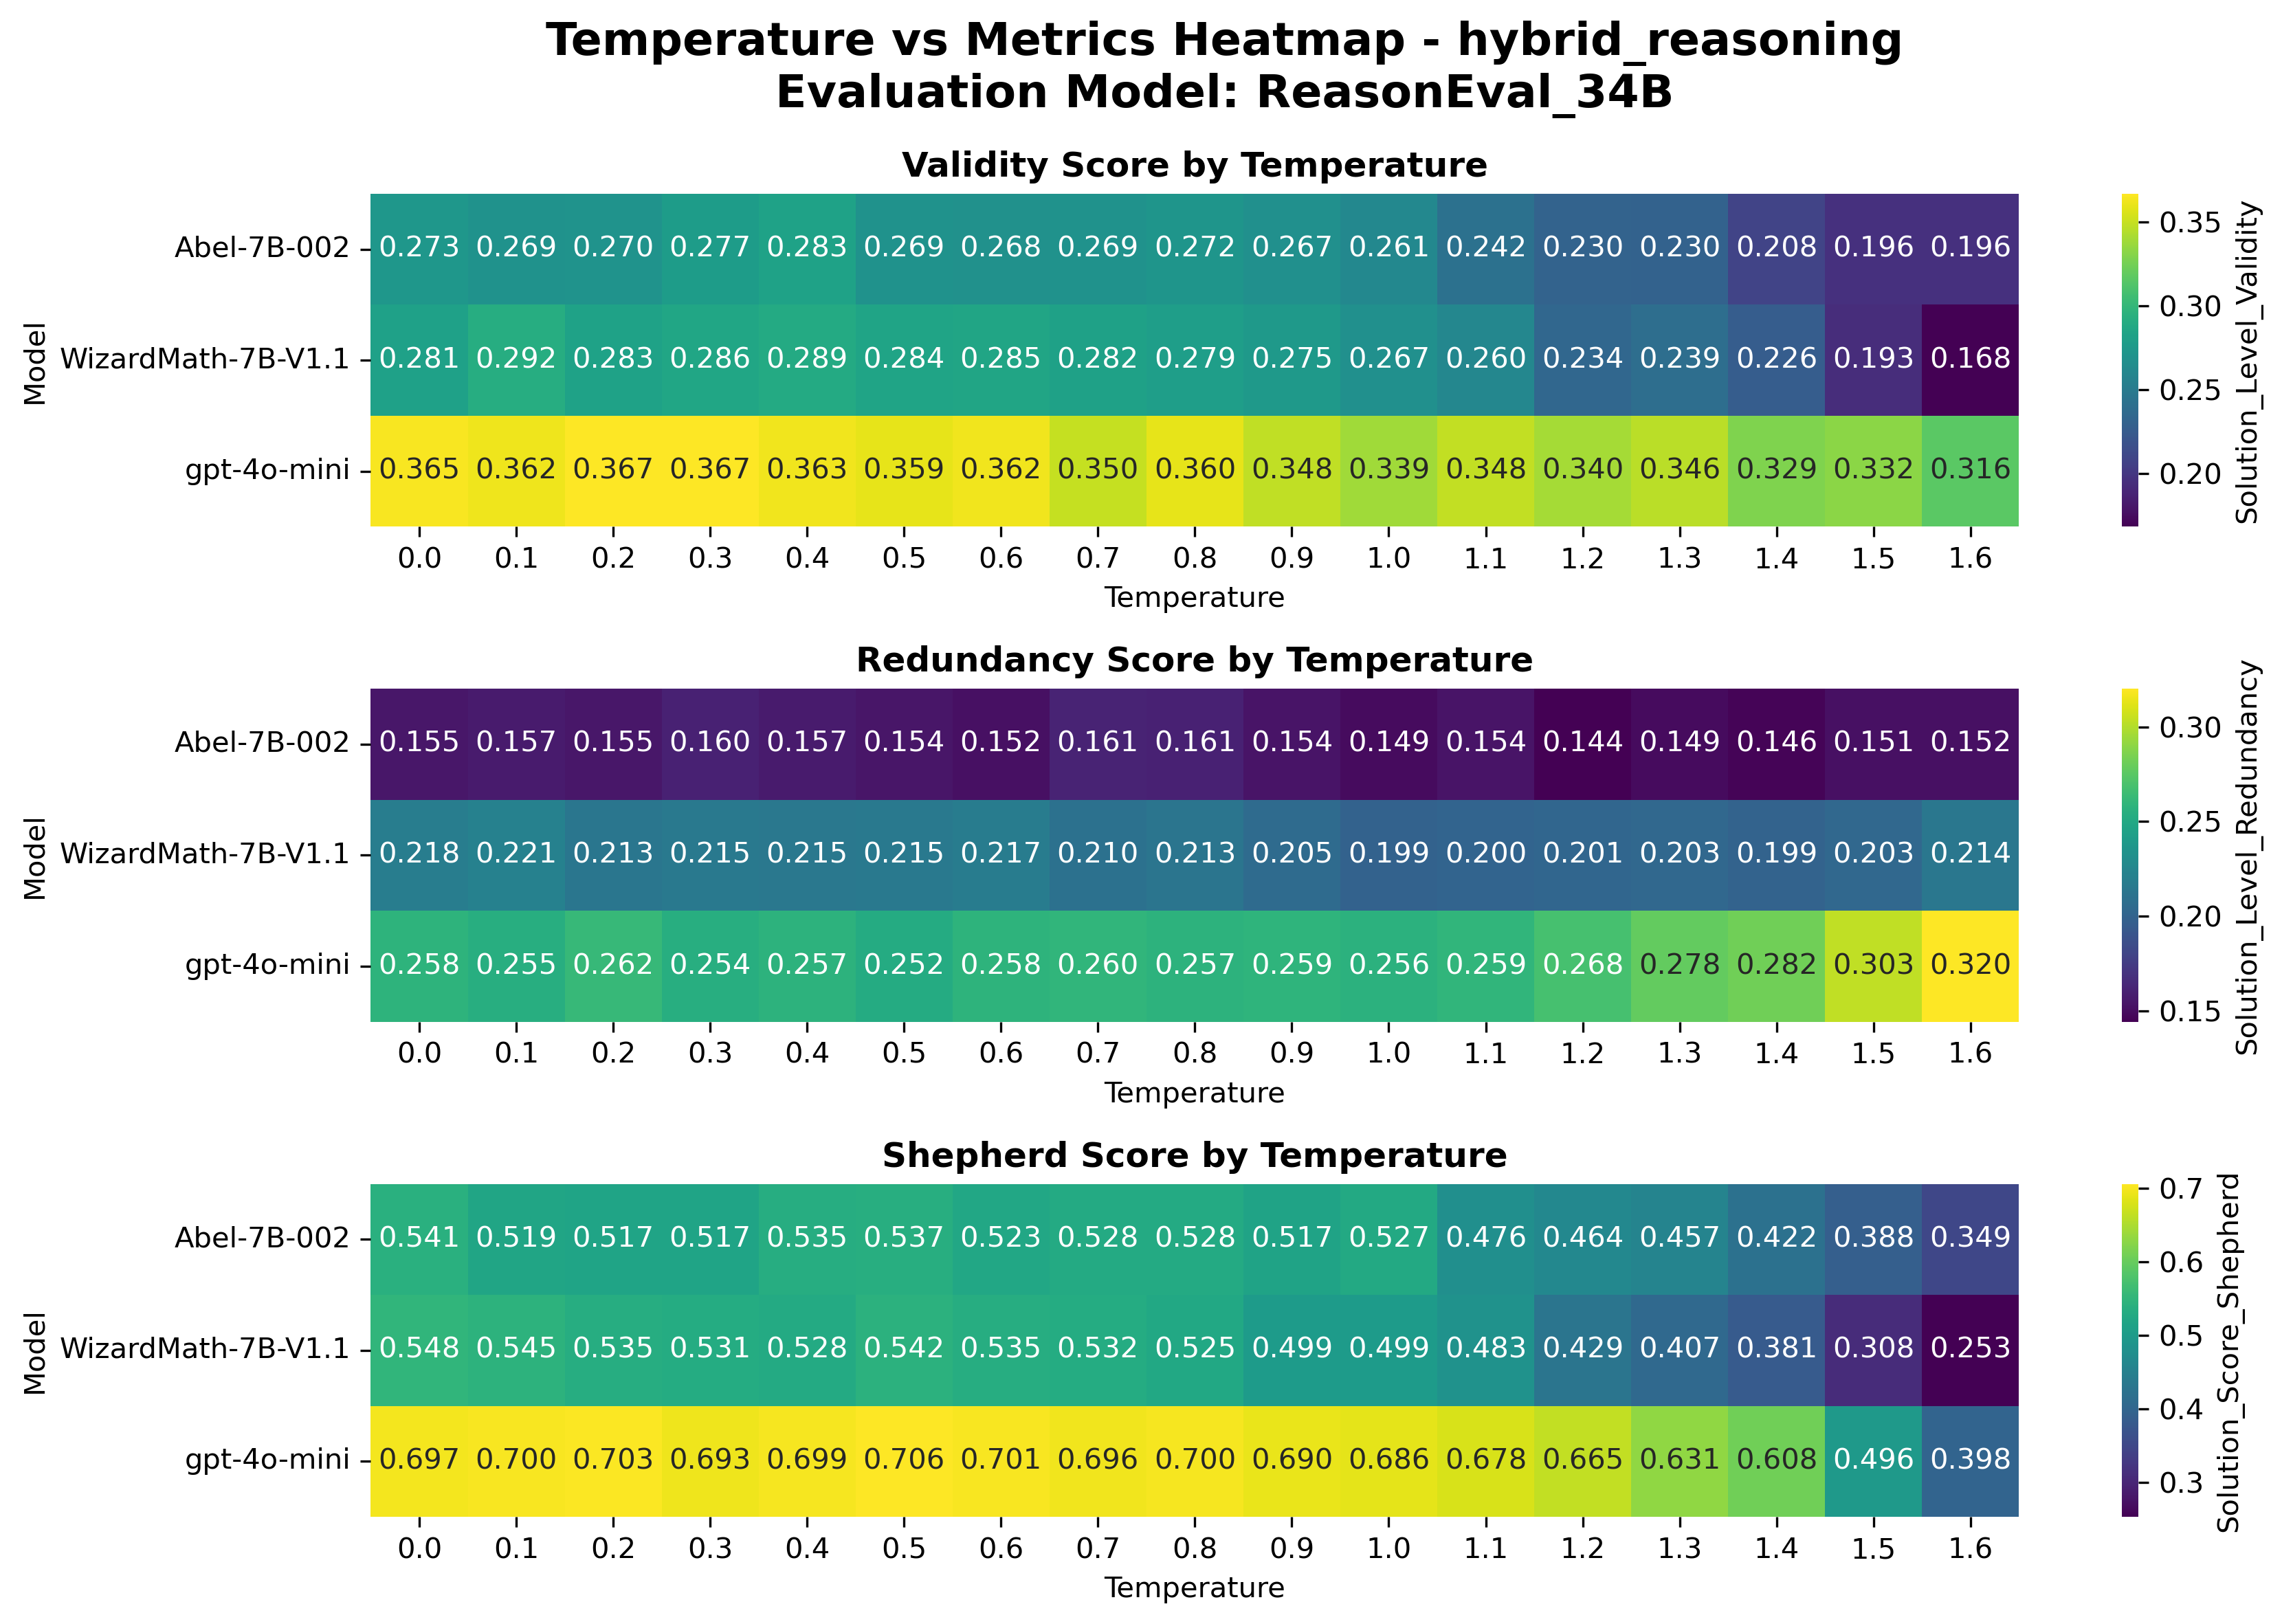 Temperature vs Metrics Heatmap - hybrid_reasoning
Evaluation Model: ReasonEval_34B
Validity Score by Temperature
Model
Abel-7B-002 0.273 0.269 0.270 0.277 0.283 0.269 0.268 0.269 0.272 0.267 0.261 0.242 0.230 0.230 0.208 0.196 0.196
WizardMath-7B-V1.1 0.281 0.292 0.283 0.286 0.289 0.284 0.285 0.282 0.279 0.275 0.267 0.260 0.234 0.239 0.226 0.193 0.168
gpt-4o-mini 0.365 0.362 0.367 0.367 0.363 0.359 0.362 0.350 0.360 0.348 0.339 0.348 0.340 0.346 0.329 0.332 0.316
0.0 0.1 0.2 0.3 0.4 0.5 0.6 0.7 0.8 0.9 1.0 1.1 1.2 1.3 1.4 1.5 1.6
Temperature
0.35
0.30
0.25
0.20
Solution_Level_Validity
Redundancy Score by Temperature
Model
Abel-7B-002 0.155 0.157 0.155 0.160 0.157 0.154 0.152 0.161 0.161 0.154 0.149 0.154 0.144 0.149 0.146 0.151 0.152
WizardMath-7B-V1.1 0.218 0.221 0.213 0.215 0.215 0.215 0.217 0.210 0.213 0.205 0.199 0.200 0.201 0.203 0.199 0.203 0.214
gpt-4o-mini 0.258 0.255 0.262 0.254 0.257 0.252 0.258 0.260 0.257 0.259 0.256 0.259 0.268 0.278 0.282 0.303 0.320
0.0 0.1 0.2 0.3 0.4 0.5 0.6 0.7 0.8 0.9 1.0 1.1 1.2 1.3 1.4 1.5 1.6
Temperature
0.30
0.25
0.20
0.15
Solution_Level_Redundancy
Shepherd Score by Temperature
Model
Abel-7B-002 0.541 0.519 0.517 0.517 0.535 0.537 0.523 0.528 0.528 0.517 0.527 0.476 0.464 0.457 0.422 0.388 0.349
WizardMath-7B-V1.1 0.548 0.545 0.535 0.531 0.528 0.542 0.535 0.532 0.525 0.499 0.499 0.483 0.429 0.407 0.381 0.308 0.253
gpt-4o-mini 0.697 0.700 0.703 0.693 0.699 0.706 0.701 0.696 0.700 0.690 0.686 0.678 0.665 0.631 0.608 0.496 0.398
0.0 0.1 0.2 0.3 0.4 0.5 0.6 0.7 0.8 0.9 1.0 1.1 1.2 1.3 1.4 1.5 1.6
Temperature
0.7
0.6
0.5
0.4
0.3
Solution_Score_Shepherd